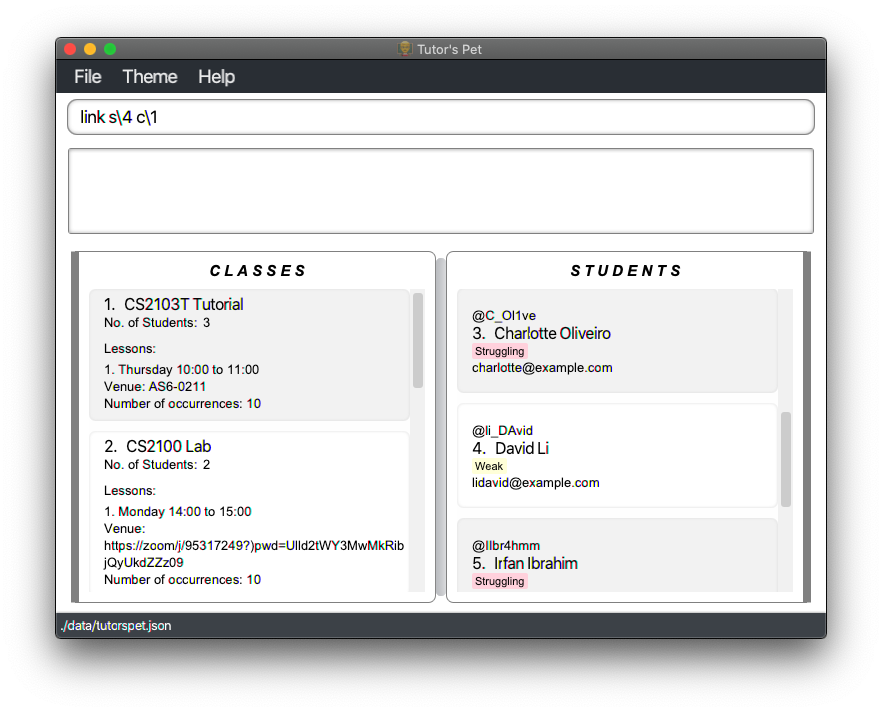 Tutor's Pet
File Theme Help
link s\4 c\1
CLASSES
1. CS2103T Tutorial
No. of Students: 3
Lessons:
1. Thursday 10:00 to 11:00
Venue: AS6-0211
Number of occurrences: 10
2. CS2100 Lab
No. of Students: 2
Lessons:
1. Monday 14:00 to 15:00
Venue:
https://zoom/j/95317249?)pwd=Ulld2tWY3MwMkRib
jQyUkdZZz09
Number of occurrences: 10
STUDENTS
@C_Ol1ve
3. Charlotte Oliveiro
Struggling
charlotte@example.com
@li_DAvid
4. David Li
Weak
lidavid@example.com
@IIbr4hmm
5. Irfan Ibrahim
Struggling
./data/tutorspet.json